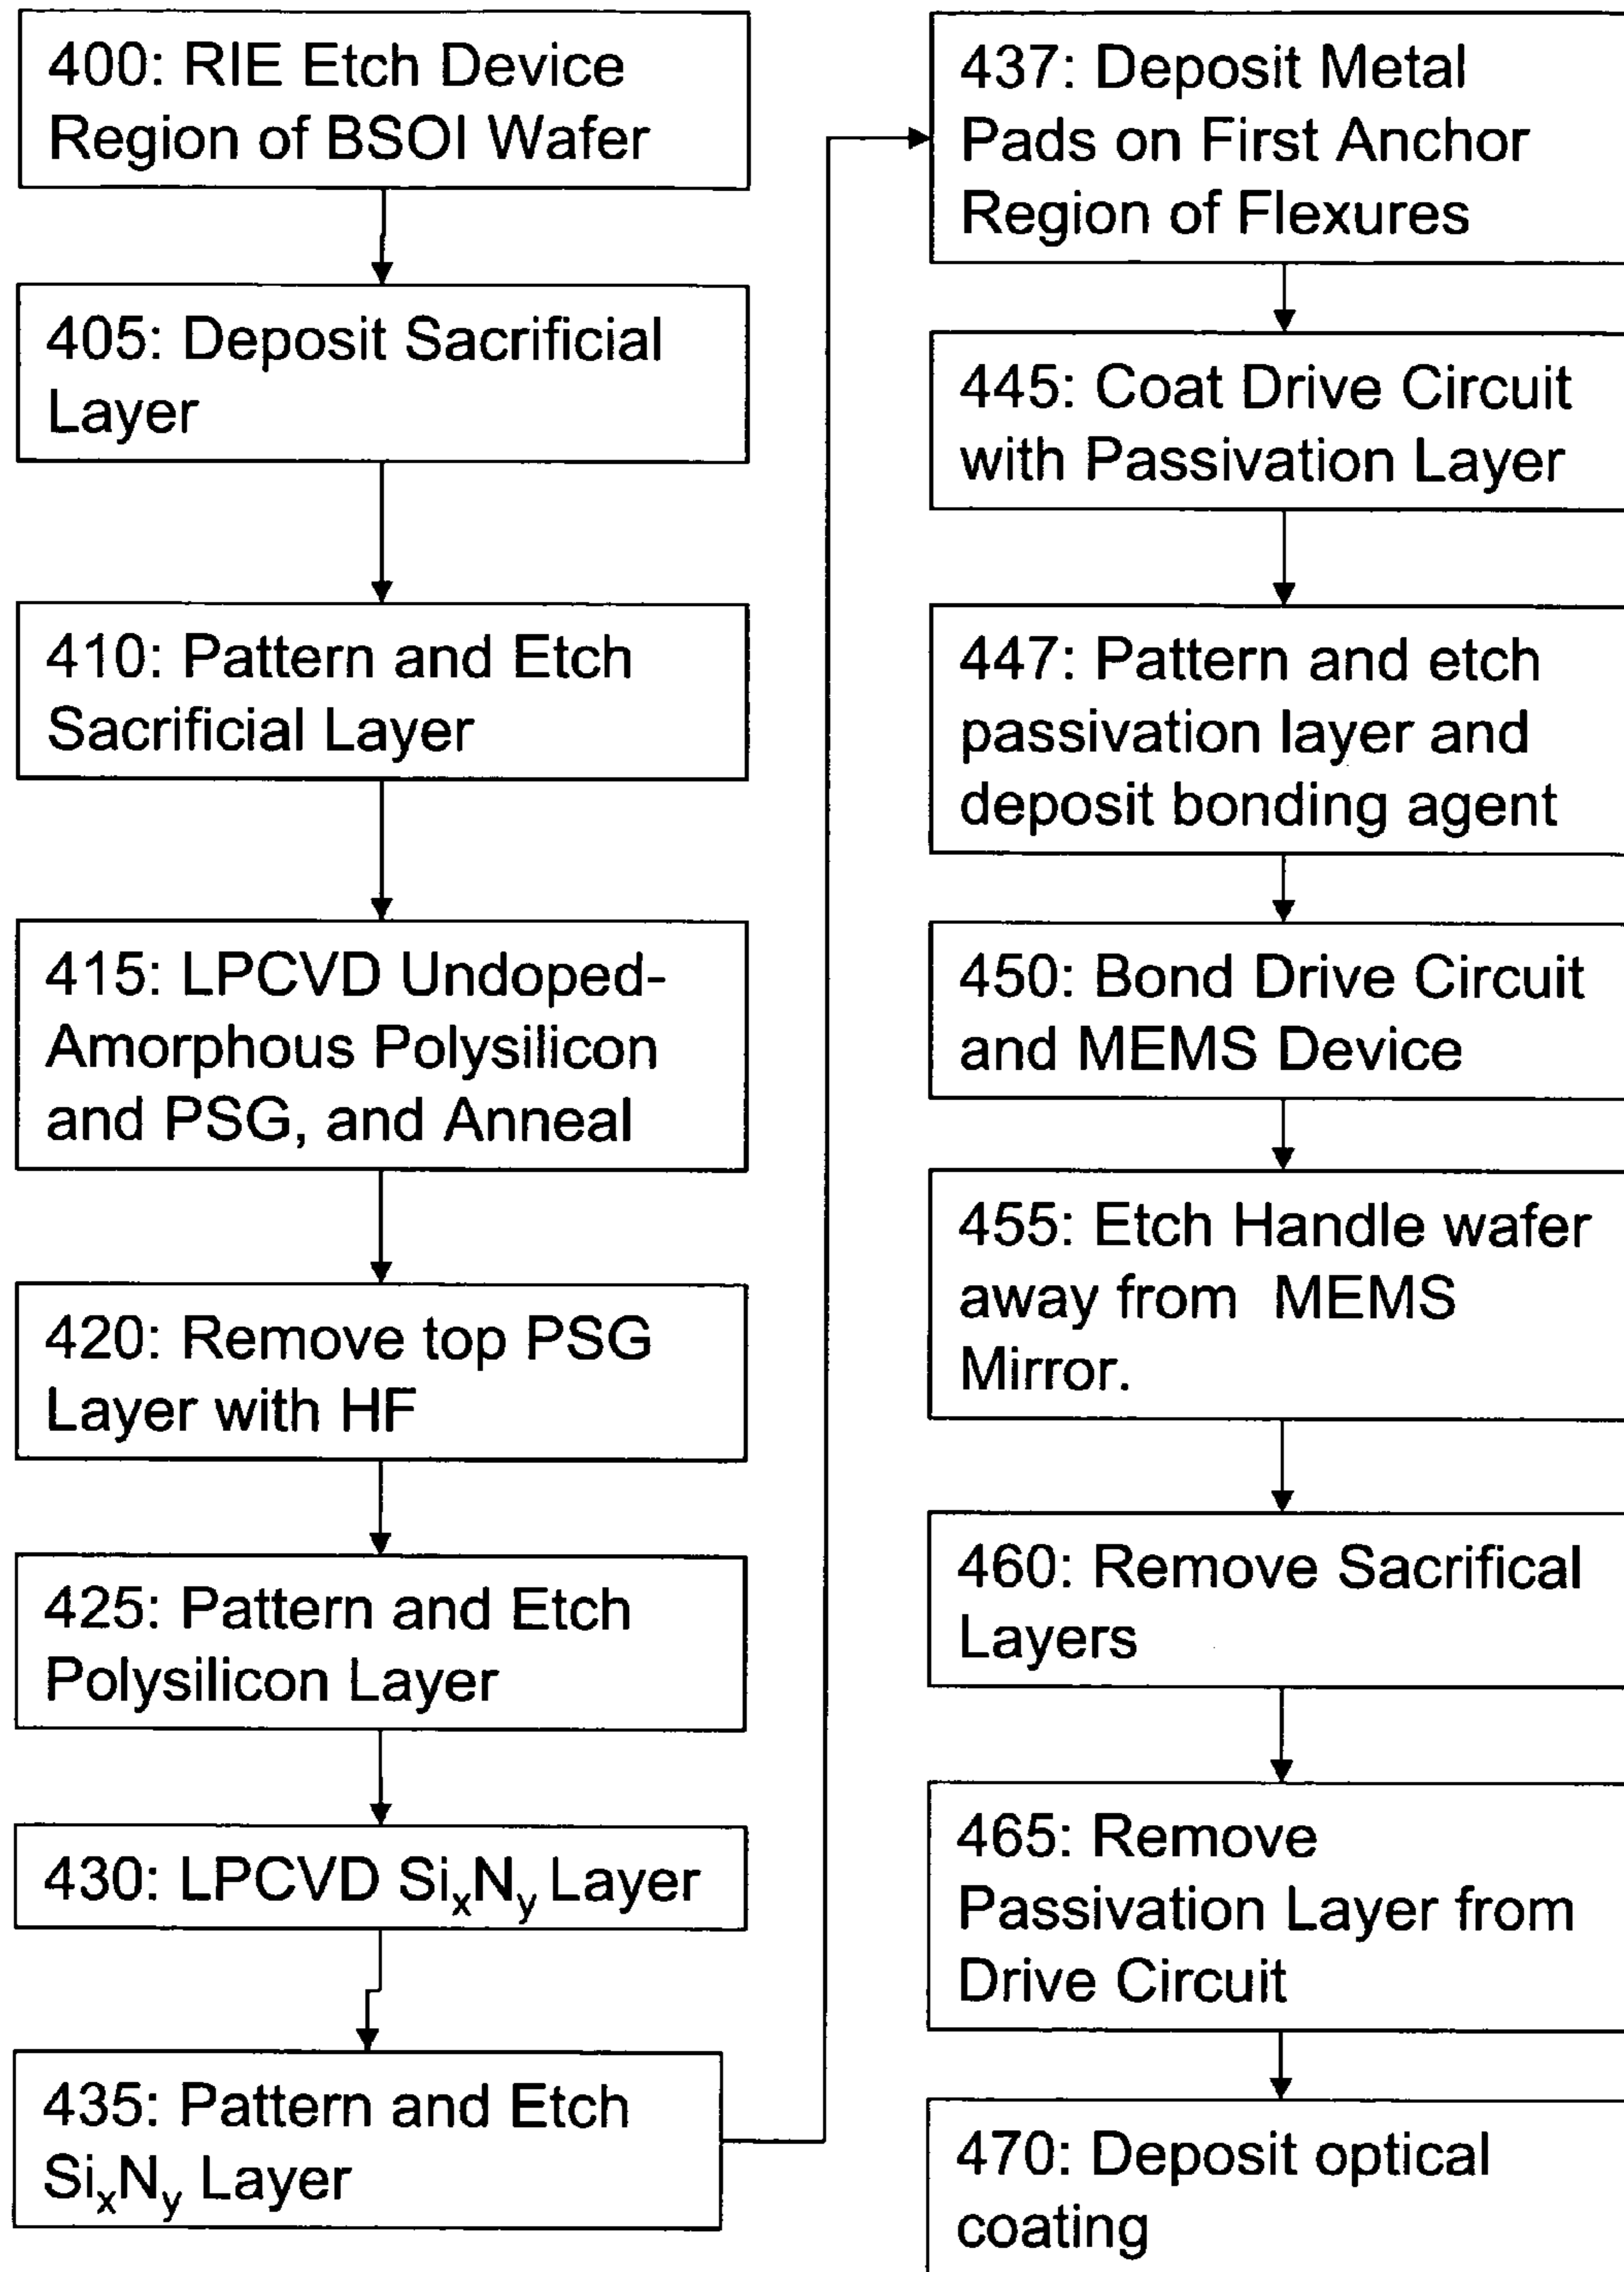 400: RIE Etch Device
Region of BSOI Wafer
405: Deposit Sacrificial
Layer
410: Pattern and Etch
Sacrificial Layer
415: LPCVD Undoped-
Amorphous Polysilicon
and PSG, and Anneal
420: Remove top PSG
Layer with HF
425: Pattern and Etch
Polysilicon Layer
430: LPCVD SixNy Layer
435: Pattern and Etch
SixNy Layer
437: Deposit Metal
Pads on First Anchor
Region of Flexures
445: Coat Drive Circuit
with Passivation Layer
447: Pattern and etch
passivation layer and
deposit bonding agent
450: Bond Drive Circuit
and MEMS Device
455: Etch Handle wafer
away from MEMS
Mirror.
460: Remove Sacrifical
Layers
465: Remove
Passivation Layer from
Drive Circuit
470: Deposit optical
coating